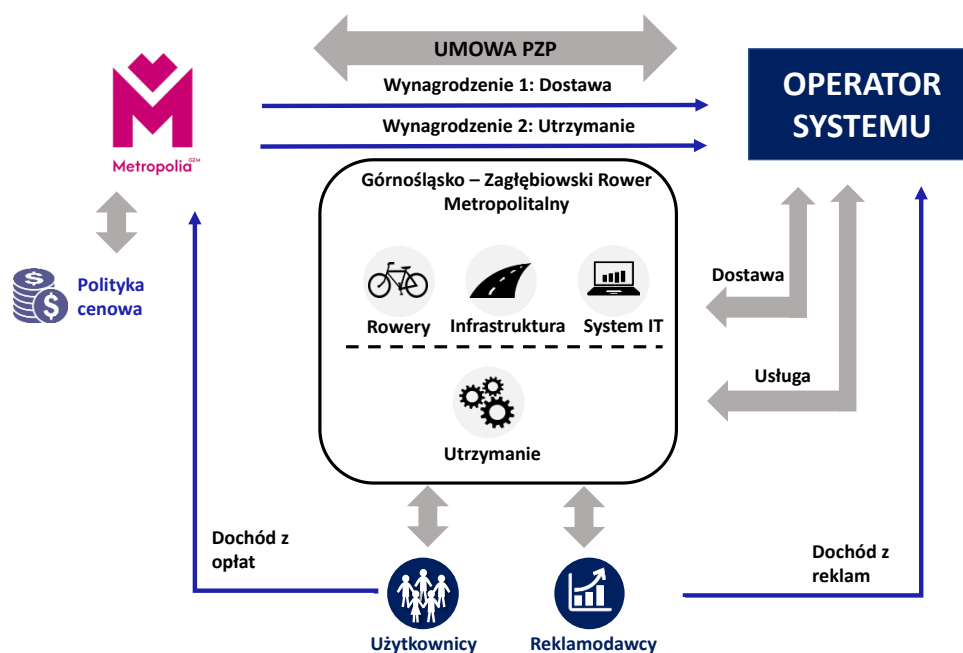 UMOWA PZP
Wynagrodzenie 1: Dostawa
Wynagrodzenie 2: Utrzymanie
OPERATOR
SYSTEMU
Metropolia GZM
Górnośląsko – Zagłębiowski Rower
Metropolitalny
Polityka
cenowa
Rowery
Infrastruktura
System IT
Utrzymanie
Dostawa
Usługa
Dochód z
opłat
Dochód z
reklam
Użytkownicy
Reklamodawcy